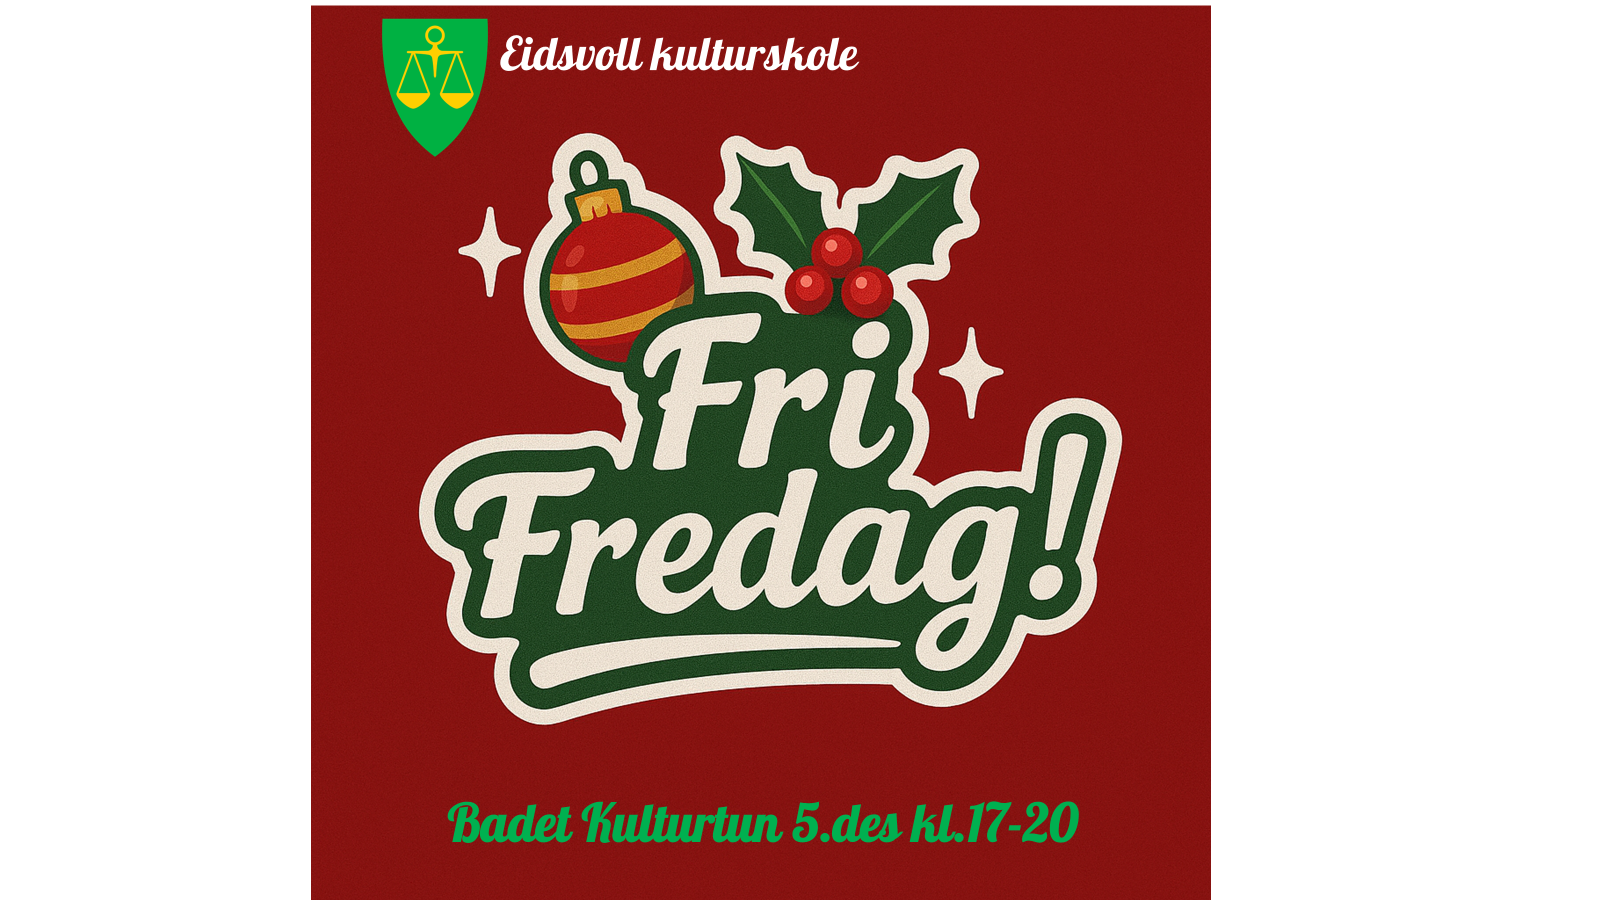 Eidsvoll kulturskole
Fri
Fredag!
Badet Kulturtun 5.des kl.17-20